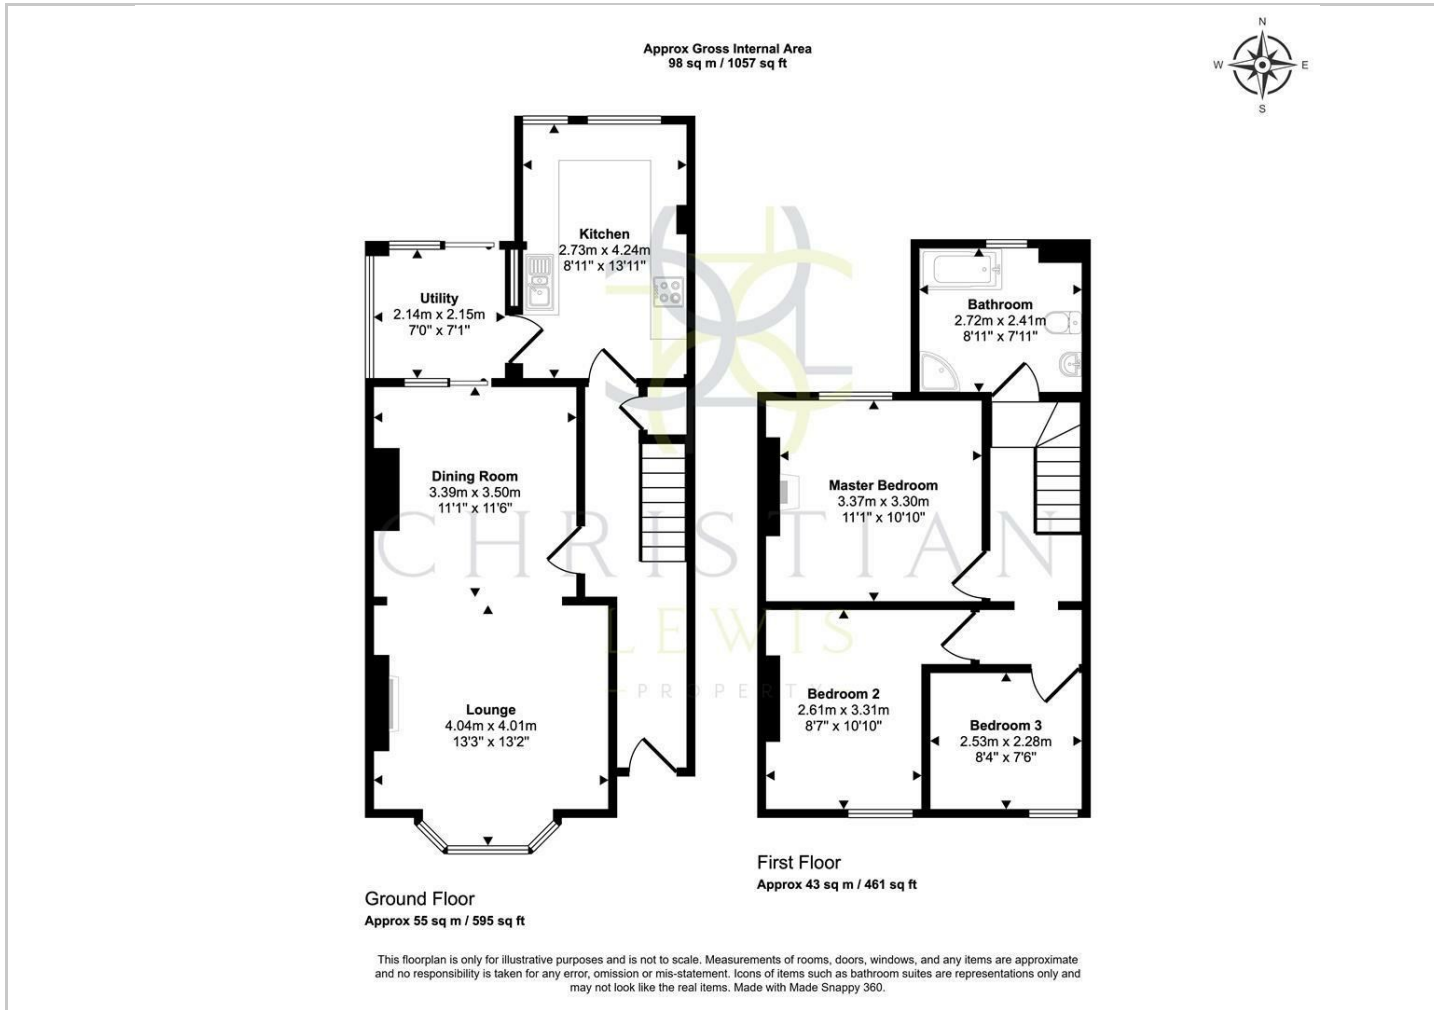 Approx Gross Internal Area
98 sq m / 1057 sq ft
N
W
E
S
Kitchen
2.73m x 4.24m
8'11" x 13'11"
Utility
2.14m x 2.15m
7'0" x 7'1"
Bathroom
2.72m x 2.41m
8'11" x 7'11"
Dining Room
3.39m x 3.50m
11'1" x 11'6"
Master Bedroom
3.37m x 3.30m
11'1" x 10'10"
CHRISTIAN
LEWIS
PROPERTY
Lounge
4.04m x 4.01m
13'3" x 13'2"
Bedroom 2
2.61m x 3.31m
8'7" x 10'10"
Bedroom 3
2.53m x 2.28m
8'4" x 7'6"
First Floor
Approx 43 sq m / 461 sq ft
Ground Floor
Approx 55 sq m / 595 sq ft
This floorplan is only for illustrative purposes and is not to scale. Measurements of rooms, doors, windows, and any items are approximate
and no responsibility is taken for any error, omission or mis-statement. Icons of items such as bathroom suites are representations only and
may not look like the real items. Made with Made Snappy 360.